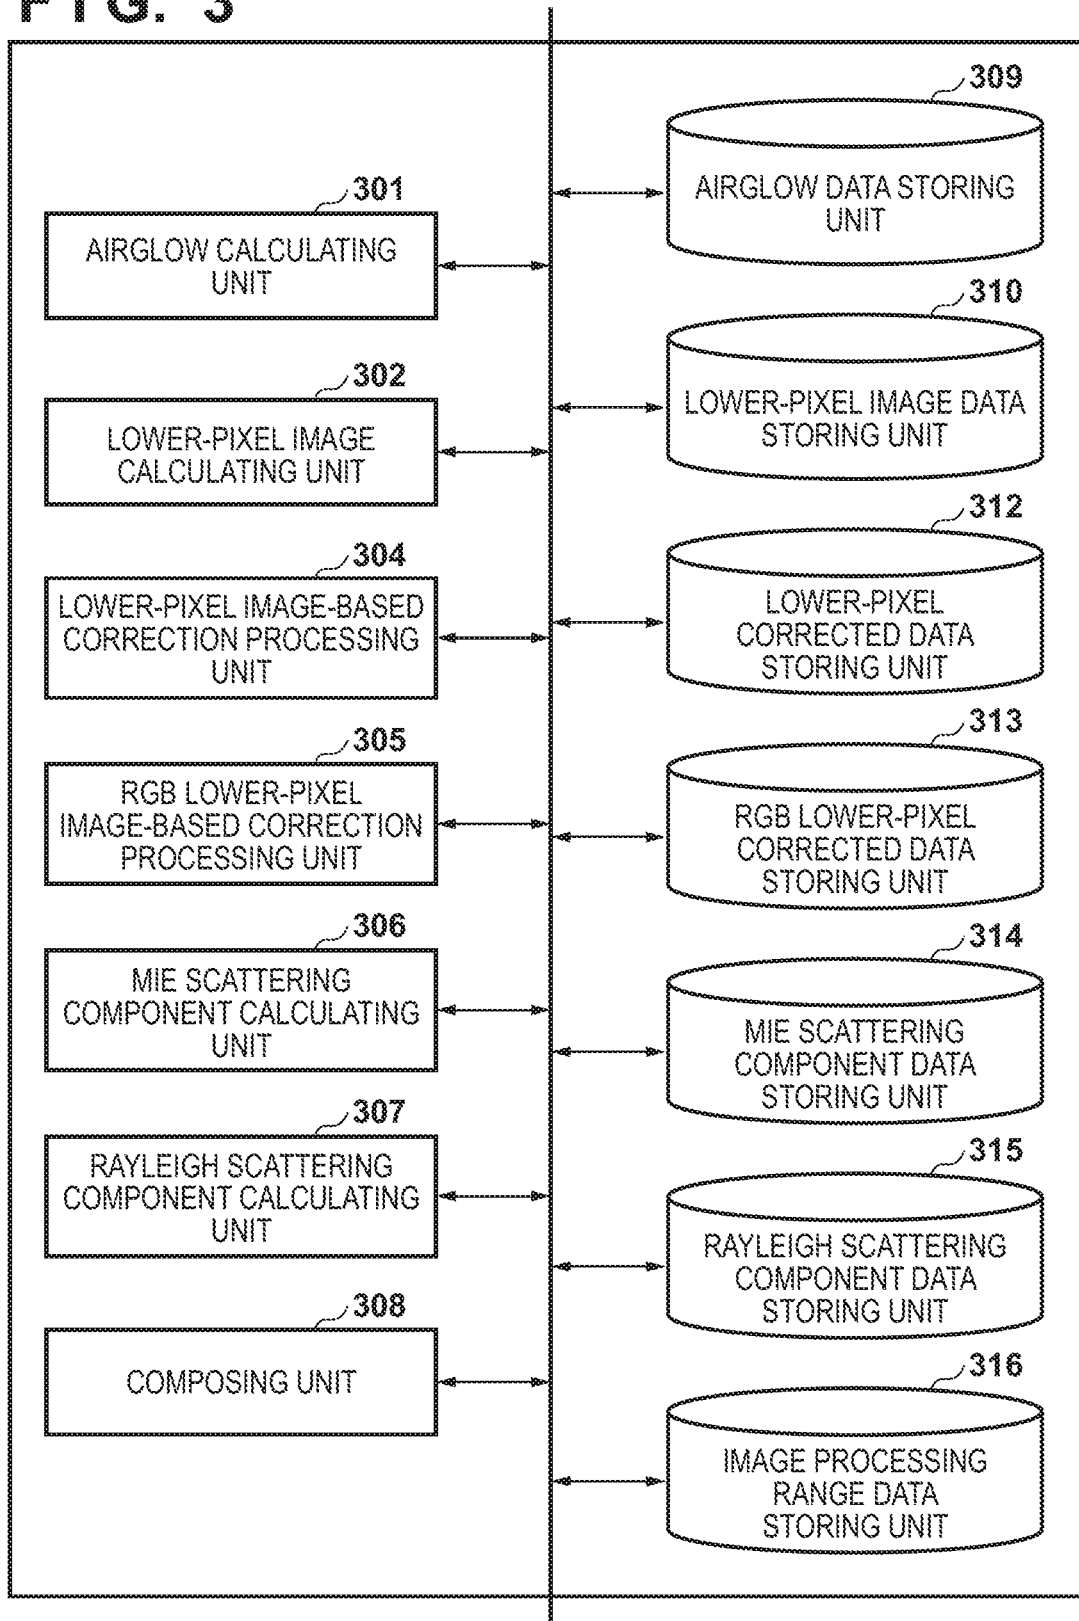 FIG. 3
301
AIRGLOW CALCULATING
UNIT
302
LOWER-PIXEL IMAGE
CALCULATING UNIT
304
LOWER-PIXEL IMAGE-BASED
CORRECTION PROCESSING
UNIT
305
RGB LOWER-PIXEL
IMAGE-BASED CORRECTION
PROCESSING UNIT
306
MIE SCATTERING
COMPONENT CALCULATING
UNIT
307
RAYLEIGH SCATTERING
COMPONENT CALCULATING
UNIT
308
COMPOSING UNIT
309
AIRGLOW DATA STORING
UNIT
310
LOWER-PIXEL IMAGE DATA
STORING UNIT
312
LOWER-PIXEL
CORRECTED DATA
STORING UNIT
313
RGB LOWER-PIXEL
CORRECTED DATA
STORING UNIT
314
MIE SCATTERING
COMPONENT DATA
STORING UNIT
315
RAYLEIGH SCATTERING
COMPONENT DATA
STORING UNIT
316
IMAGE PROCESSING
RANGE DATA
STORING UNIT